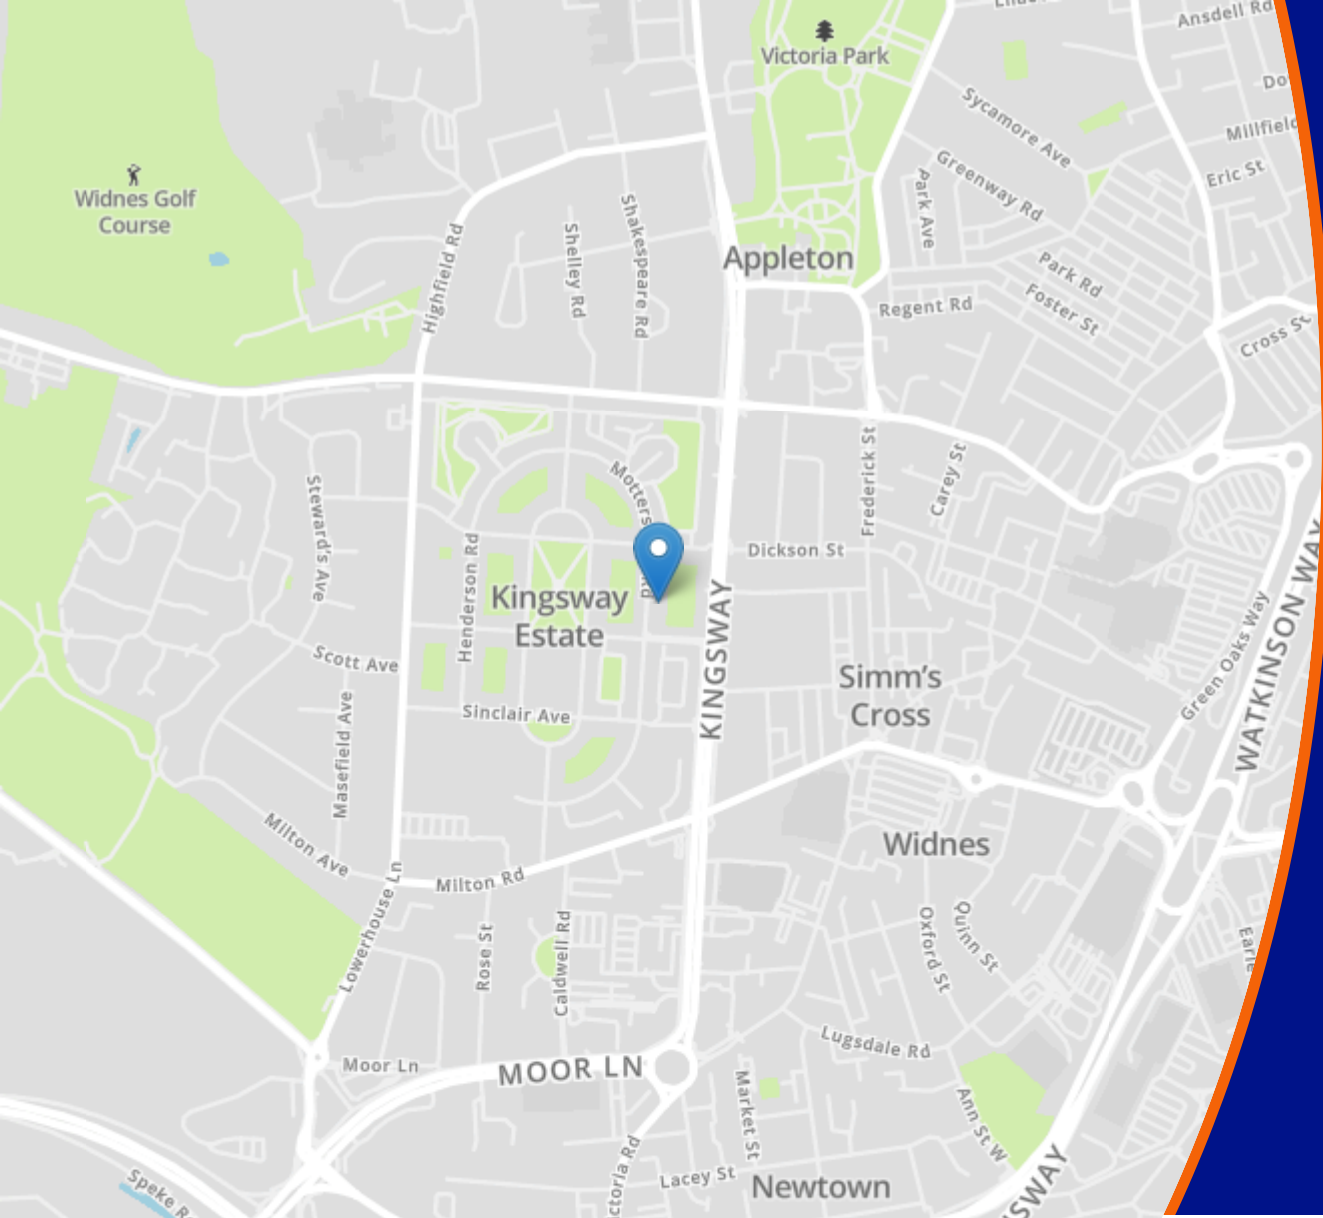 Ansdell Rd
Victoria Park
Sycamore Ave
Millfield
Greenway Rd
Eric St
Park Ave
Widnes Golf
Course
Shakespeare Rd
Shelley Rd
Highfield Rd
Appleton
Park Rd
Foster St
Regent Rd
Cross St
Frederick St
Carey St
Motters
Steward's Ave
Dickson St
Henderson Rd
Kingsway
Estate
KINGSWAY
WATKINSON WAY
Green Oaks Way
Scott Ave
Simm's
Cross
Masefield Ave
Sinclair Ave
Milton Ave
Widnes
Milton Rd
Lowerhouse Ln
Rose St
Caldwell Rd
Oxford St
Quinn St
Earle
Lugsdale Rd
Moor Ln
MOOR LN
Market St
Ann St W
Lacey St
Newtown
Speke